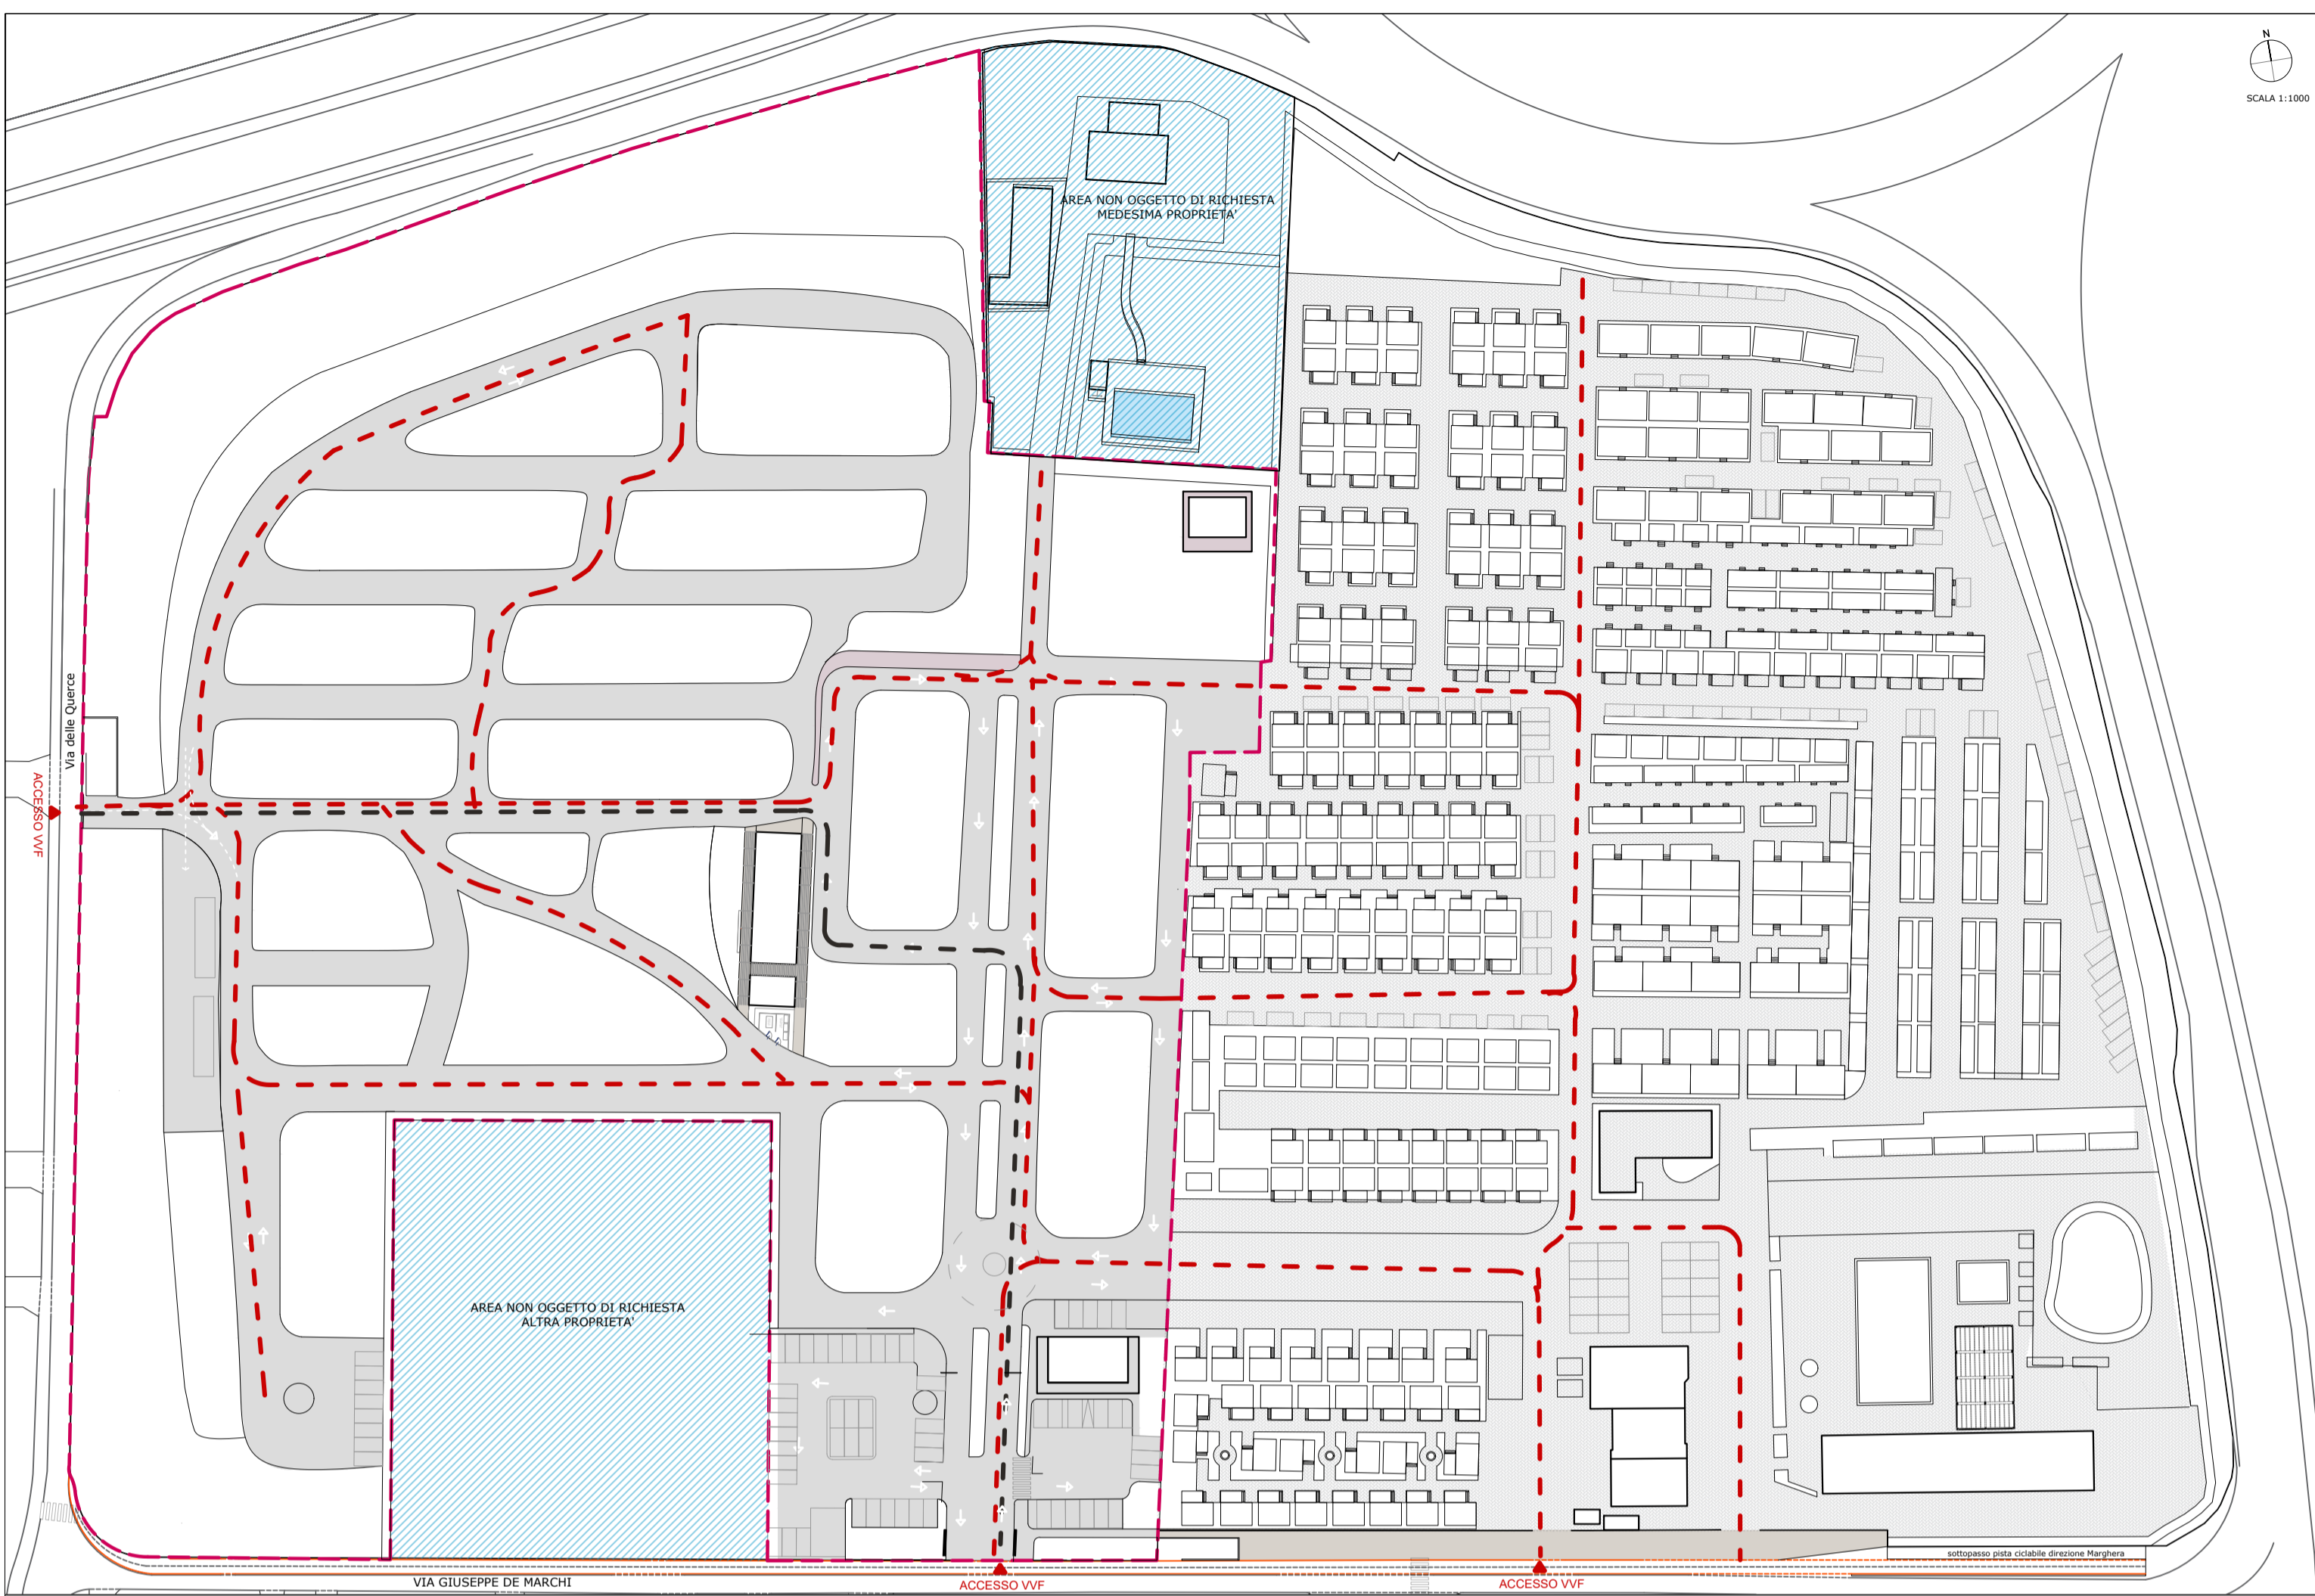 N
SCALA 1:1000
AREA NON OGGETTO DI RICHIESTA
MEDESIMA PROPRIETA'
Via delle Querce
ACCESSO VVF
AREA NON OGGETTO DI RICHIESTA
ALTRA PROPRIETA'
sottopasso pista ciclabile direzione Marghera
VIA GIUSEPPE DE MARCHI
ACCESSO VVF
ACCESSO VVF